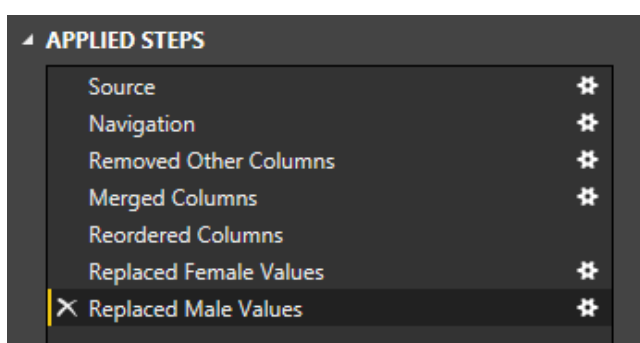 APPLIED STEPS
Source
Navigation
Removed Other Columns
Merged Columns
Reordered Columns
Replaced Female Values
Replaced Male Values